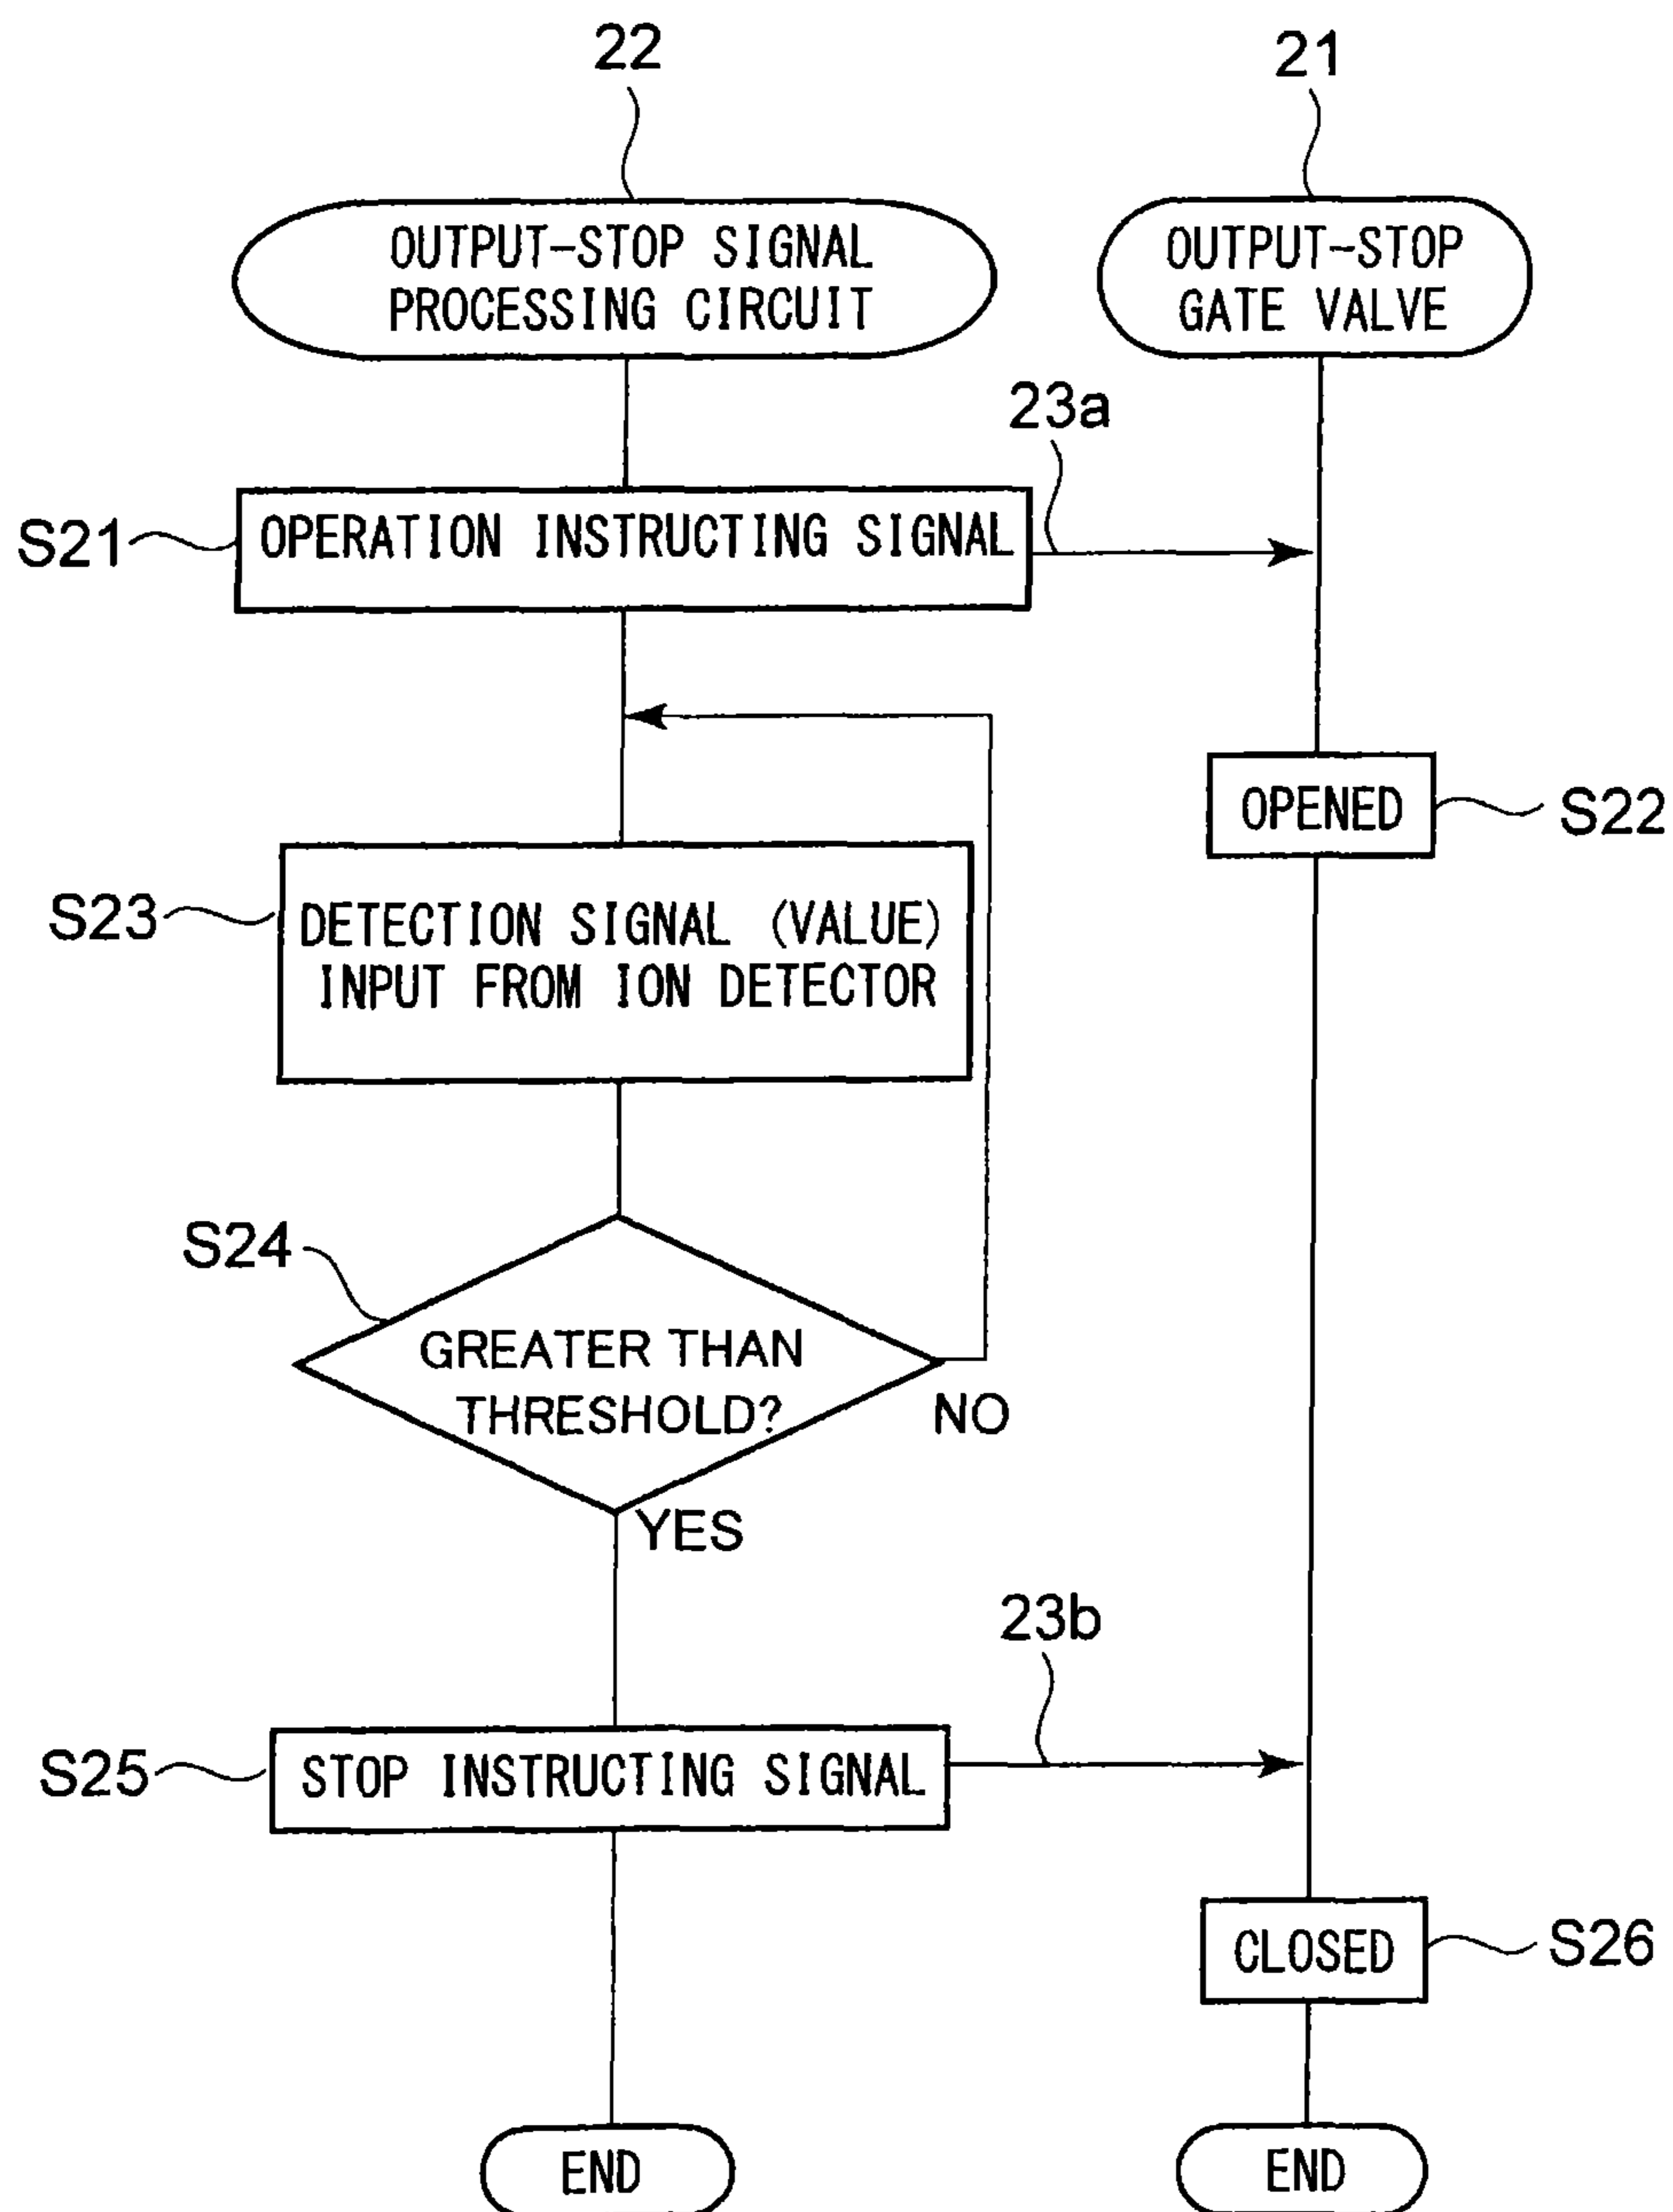 22
21
OUTPUT-STOP SIGNAL
PROCESSING CIRCUIT
OUTPUT-STOP
GATE VALVE
23a
S21
OPERATION INSTRUCTING SIGNAL
OPENED
S22
S23
DETECTION SIGNAL (VALUE)
INPUT FROM ION DETECTOR
S24
GREATER THAN
THRESHOLD?
NO
YES
23b
S25
STOP INSTRUCTING SIGNAL
CLOSED
S26
END
END